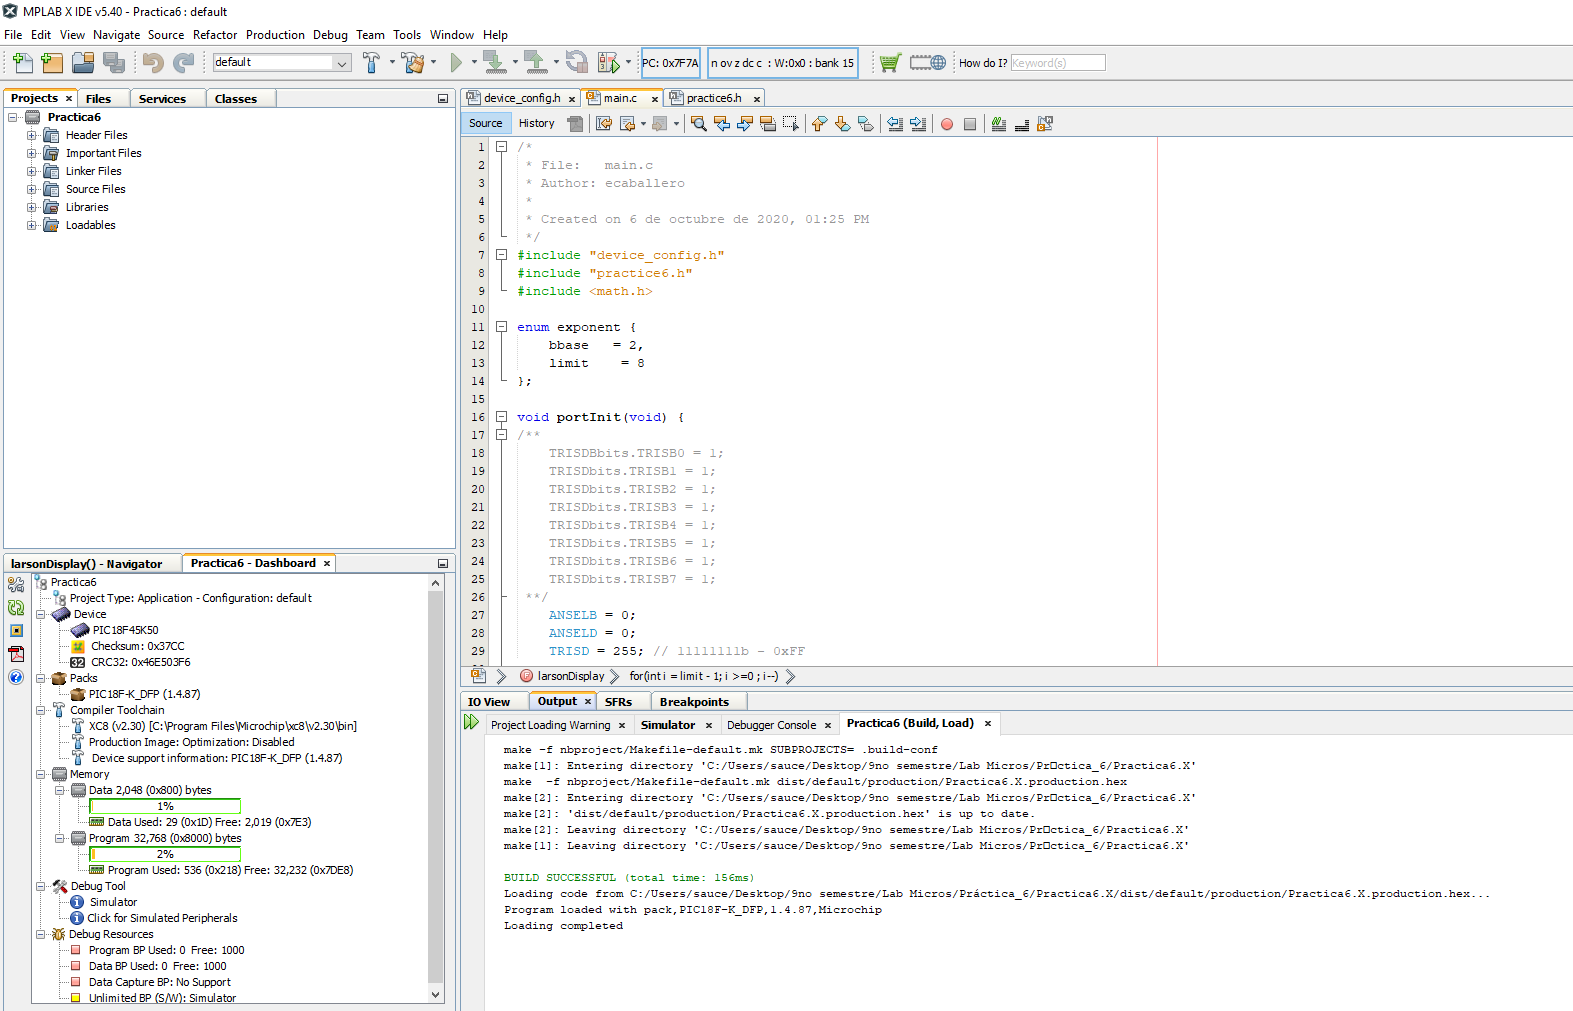 MPLAB X IDE v5.40 - Practica6 : default
File Edit View Navigate Source Refactor Production Debug Team Tools Window Help
default PC: 0x7F7A n ov z dc c : W:0x0 : bank 15 How do I? Keyword(s)
Projects Files Services Classes
Practica6
Header Files
Important Files
Linker Files
Source Files
Libraries
Loadables
larsonDisplay() - Navigator Practica6 - Dashboard
Practica6
Project Type: Application - Configuration: default
Device
PIC18F45K50
Checksum: 0x37CC
32 CRC32: 0x46E503F6
Packs
PIC18F-K_DFP (1.4.87)
Compiler Toolchain
XC8 (v2.30) [C:\Program Files\Microchip\xc8\v2.30\bin]
Production Image: Optimization: Disabled
Device support information: PIC18F-K_DFP (1.4.87)
Memory
Data 2,048 (0x800) bytes
1%
Data Used: 29 (0x1D) Free: 2,019 (0x7E3)
Program 32,768 (0x8000) bytes
2%
Program Used: 536 (0x218) Free: 32,232 (0x7DE8)
Debug Tool
Simulator
Click for Simulated Peripherals
Debug Resources
Program BP Used: 0 Free: 1000
Data BP Used: 0 Free: 1000
Data Capture BP: No Support
Unlimited BP (S/W): Simulator
device_config.h main.c practice6.h
Source History
1 /*
2 * File: main.c
3 * Author: ecaballero
4 *
5 * Created on 6 de octubre de 2020, 01:25 PM
6 */
7 #include "device_config.h"
8 #include "practice6.h"
9 #include <math.h>
10
11 enum exponent {
12 bbase = 2,
13 limit = 8
14 };
15
16 void portInit(void) {
17 /**
18 TRISDBbits.TRISB0 = 1;
19 TRISDbits.TRISB1 = 1;
20 TRISDbits.TRISB2 = 1;
21 TRISDbits.TRISB3 = 1;
22 TRISDbits.TRISB4 = 1;
23 TRISDbits.TRISB5 = 1;
24 TRISDbits.TRISB6 = 1;
25 TRISDbits.TRISB7 = 1;
26 **/
27 ANSELB = 0;
28 ANSELD = 0;
29 TRISD = 255; // 11111111b - 0xFF
larsonDisplay for(int i = limit - 1; i >=0 ; i--)
IO View Output SFRs Breakpoints
Project Loading Warning Simulator Debugger Console Practica6 (Build, Load)
make -f nbproject/Makefile-default.mk SUBPROJECTS= .build-conf
make[1]: Entering directory 'C:/Users/sauce/Desktop/9no semestre/Lab Micros/Pr□ctica_6/Practica6.X'
make -f nbproject/Makefile-default.mk dist/default/production/Practica6.X.production.hex
make[2]: Entering directory 'C:/Users/sauce/Desktop/9no semestre/Lab Micros/Pr□ctica_6/Practica6.X'
make[2]: 'dist/default/production/Practica6.X.production.hex' is up to date.
make[2]: Leaving directory 'C:/Users/sauce/Desktop/9no semestre/Lab Micros/Pr□ctica_6/Practica6.X'
make[1]: Leaving directory 'C:/Users/sauce/Desktop/9no semestre/Lab Micros/Pr□ctica_6/Practica6.X'
BUILD SUCCESSFUL (total time: 156ms)
Loading code from C:/Users/sauce/Desktop/9no semestre/Lab Micros/Práctica_6/Practica6.X/dist/default/production/Practica6.X.production.hex...
Program loaded with pack,PIC18F-K_DFP,1.4.87,Microchip
Loading completed